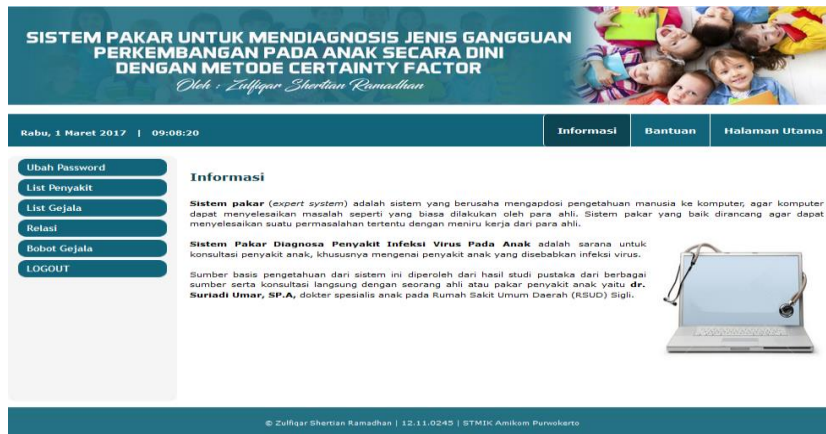 SISTEM PAKAR UNTUK MENDIAGNOSIS JENIS GANGGUAN
PERKEMBANGAN PADA ANAK SECARA DINI
DENGAN METODE CERTAINTY FACTOR
Oleh : Zulfiqar Shertian Ramadhan
Rabu, 1 Maret 2017 | 09:08:20
Informasi
Bantuan
Halaman Utama
Ubah Password
List Penyakit
List Gejala
Relasi
Bobot Gejala
LOGOUT
Informasi
Sistem pakar (expert system) adalah sistem yang berusaha mengapdosi pengetahuan manusia ke komputer, agar komputer
dapat menyelesaikan masalah seperti yang biasa dilakukan oleh para ahli. Sistem pakar yang baik dirancang agar dapat
menyelesaikan suatu permasalahan tertentu dengan meniru kerja dari para ahli.
Sistem Pakar Diagnosa Penyakit Infeksi Virus Pada Anak adalah sarana untuk
konsultasi penyakit anak, khususnya mengenai penyakit anak yang disebabkan infeksi virus.
Sumber basis pengetahuan dari sistem ini diperoleh dari hasil studi pustaka dari berbagai
sumber serta konsultasi langsung dengan seorang ahli atau pakar penyakit anak yaitu dr.
Suriadi Umar, SP.A, dokter spesialis anak pada Rumah Sakit Umum Daerah (RSUD) Sigli.
© Zulfiqar Shertian Ramadhan | 12.11.0245 | STMIK Amikom Purwokerto